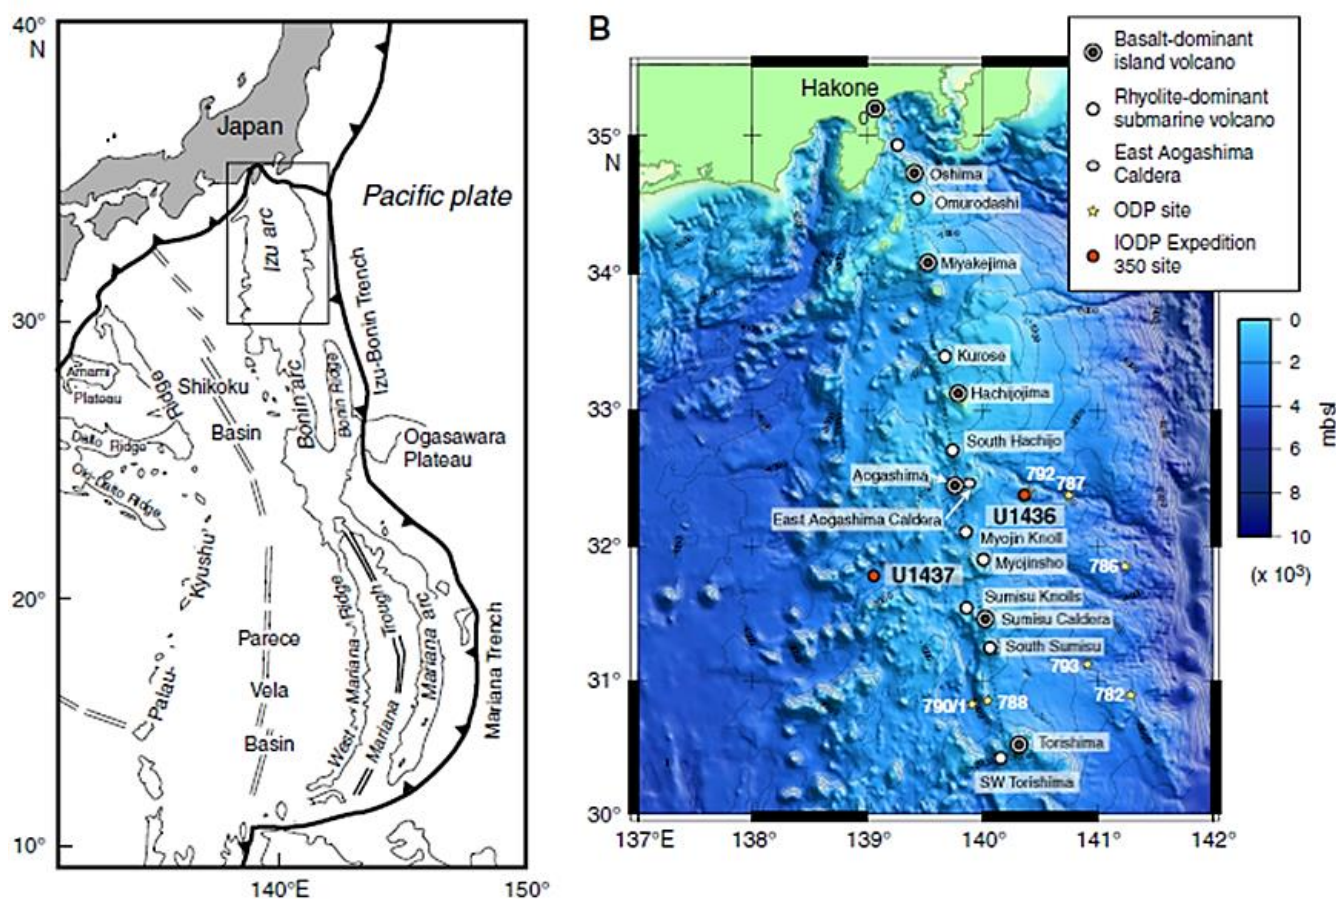 40°
N
Japan
Pacific plate
Izu arc
Izu-Bonin Trench
30°
Amami
Plateau
Ridge
Shikoku
Basin
Bonin arc
Bonin Ridge
Daito Ridge
Oki-Daito Ridge
Ogasawara
Plateau
Kyushu
20°
Palau
Parece
Vela
Basin
West Mariana Ridge
Mariana Trough
Mariana arc
Mariana Trench
10°
140°E
150°
B
Basalt-dominant
island volcano
Rhyolite-dominant
submarine volcano
East Aogashima
Caldera
ODP site
IODP Expedition
350 site
Hakone
0
35°
N
Oshima
Omurodashi
34°
Miyakejima
Kurose
33°
Hachijojima
South Hachijo
Aogashima
792
787
U1436
East Aogashima Caldera
32°
Myojin Knoll
Myojinsho
786
U1437
Sumisu Knolls
Sumisu Caldera
South Sumisu
793
31°
782
790/1
788
Torishima
SW Torishima
30°
137°E
138°
139°
140°
141°
142°
0
2
4
6
8
10
mbsl
(x 10³)